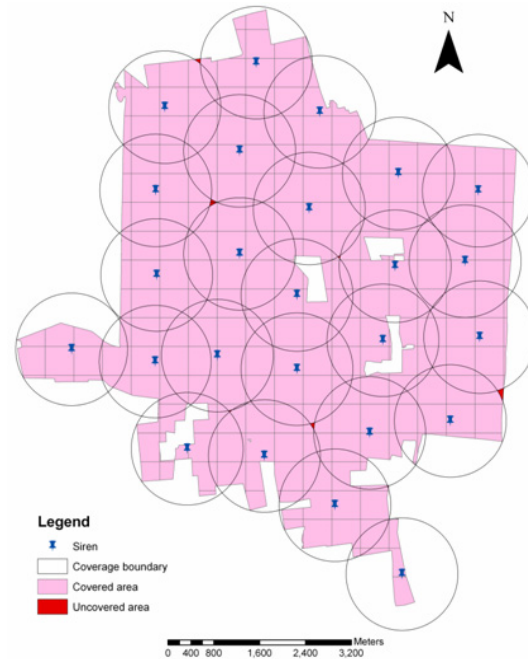 N
Legend
Siren
Coverage boundary
Covered area
Uncovered area
Meters
0 400 800 1,600 2,400 3,200